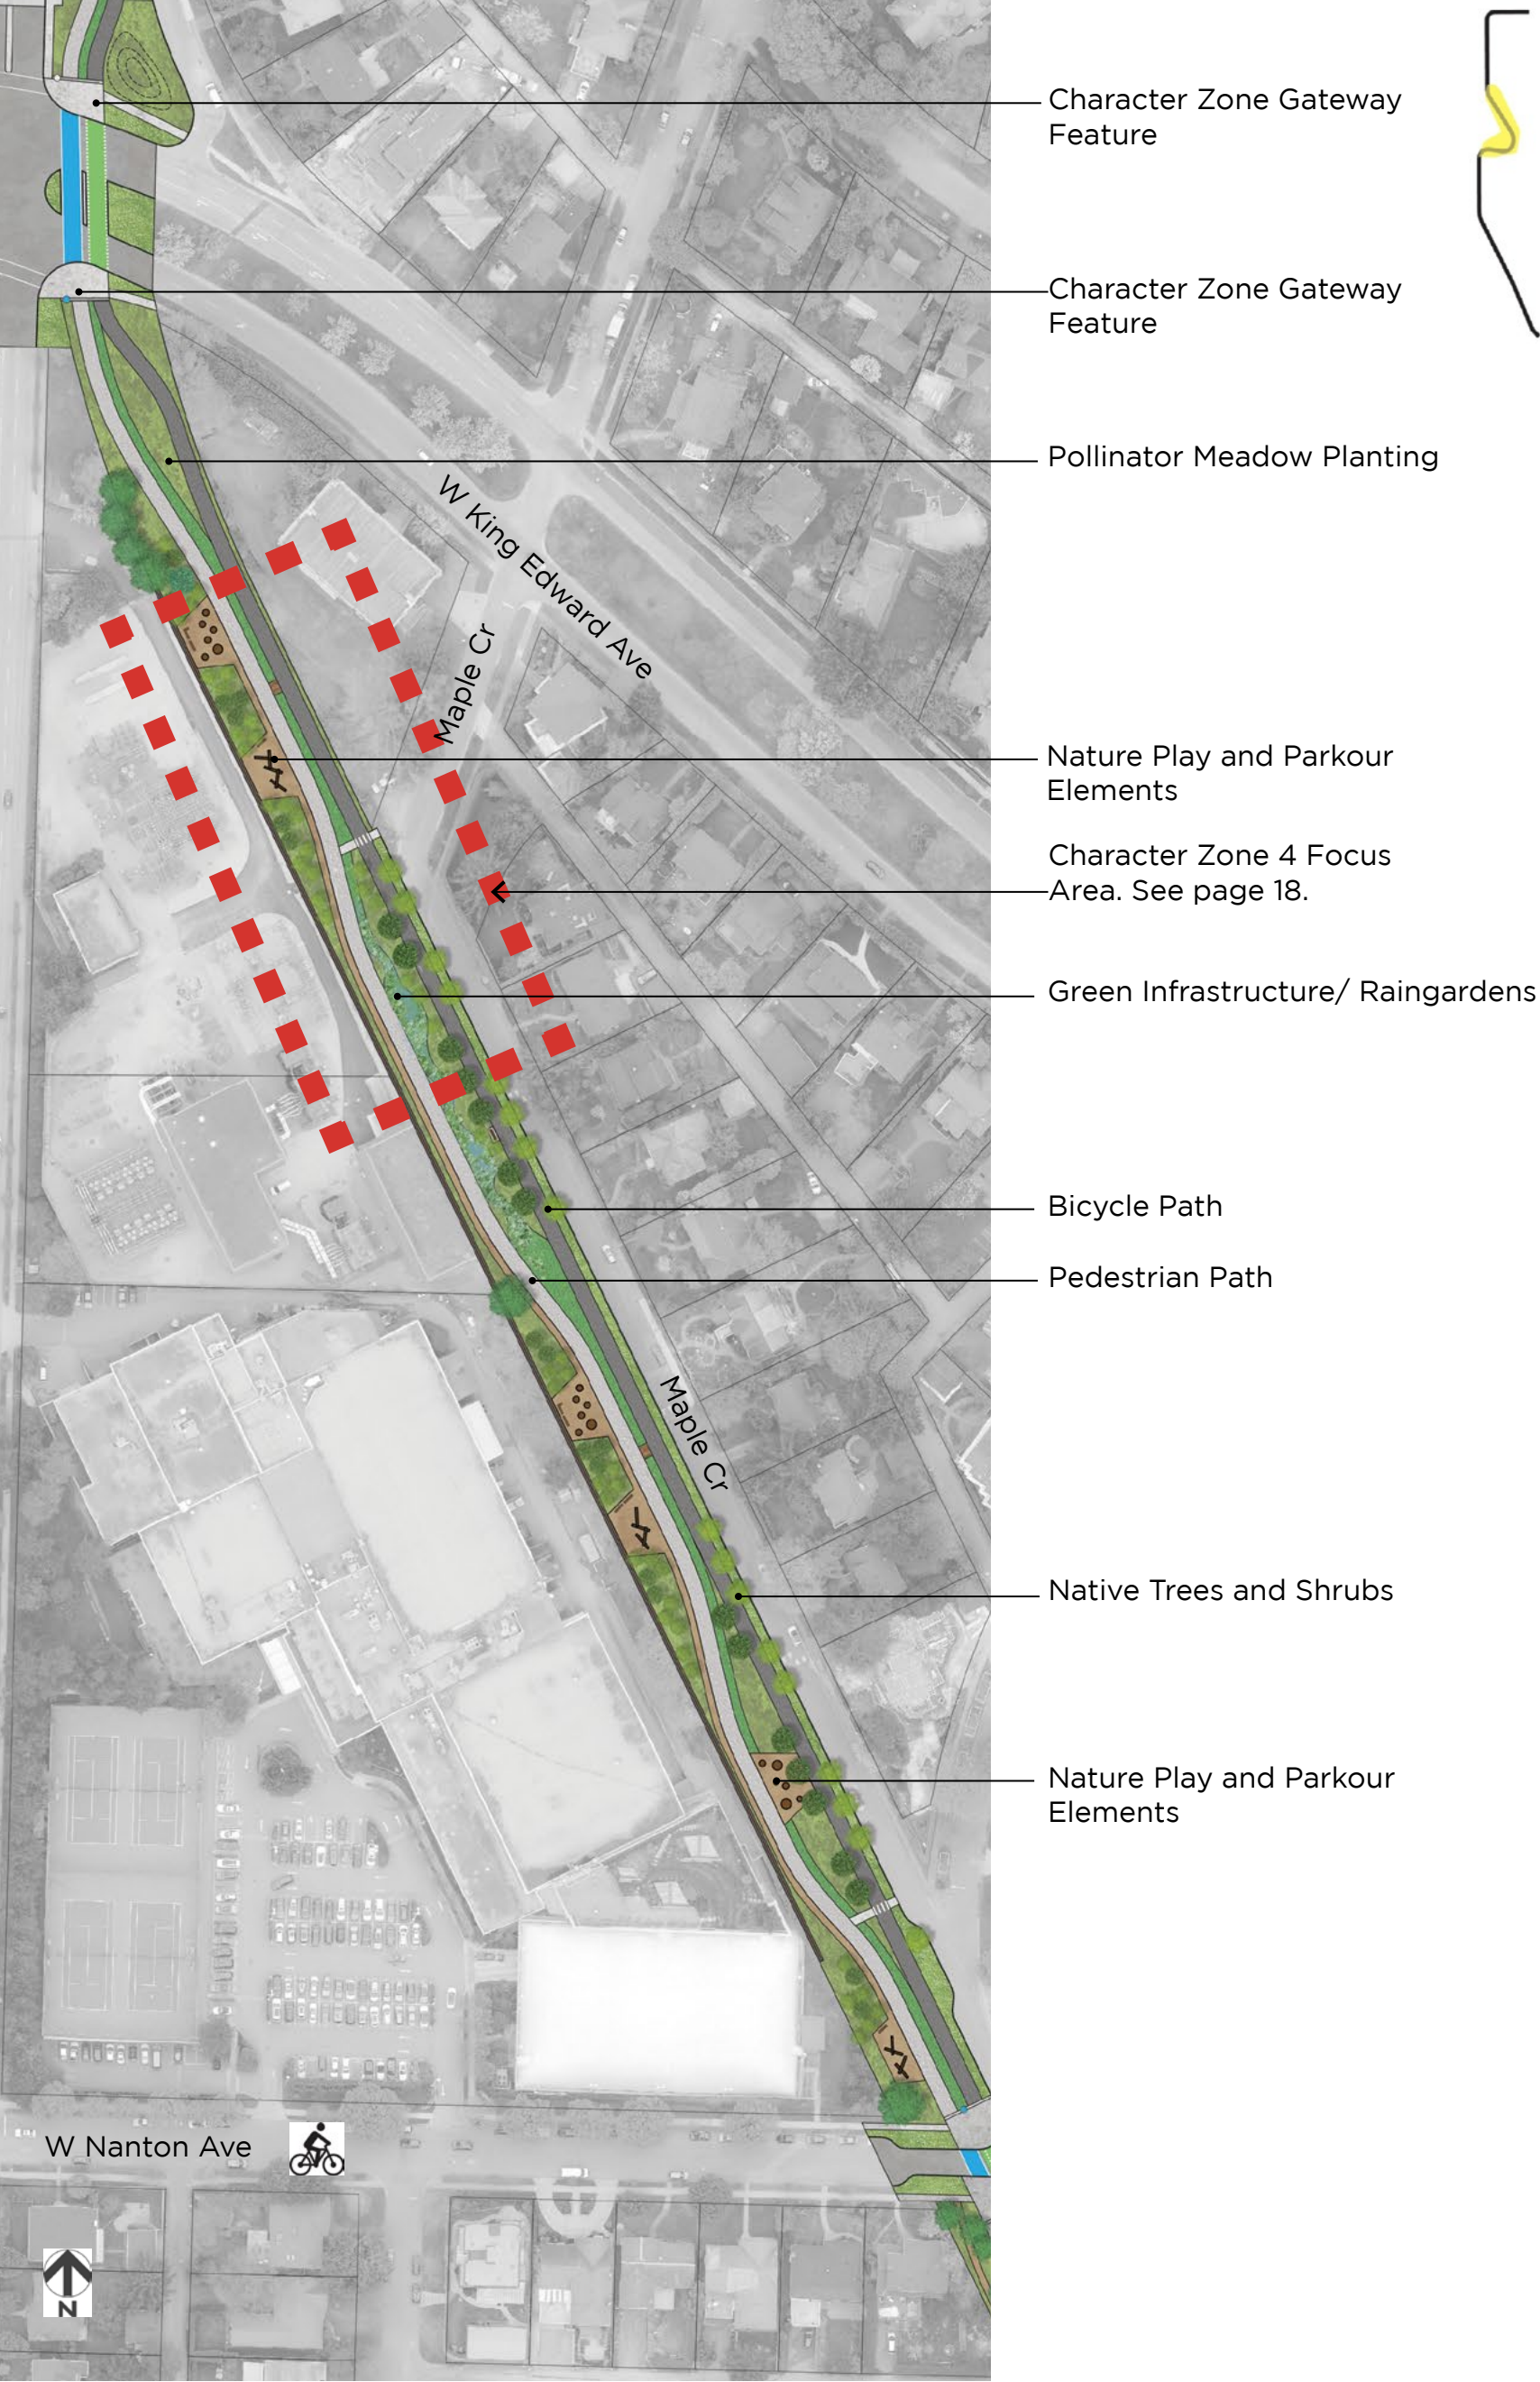 Character Zone Gateway
Feature
Character Zone Gateway
Feature
Pollinator Meadow Planting
W King Edward Ave
Maple Cr
Nature Play and Parkour
Elements
Character Zone 4 Focus
Area. See page 18.
Green Infrastructure/ Raingardens
Bicycle Path
Pedestrian Path
Maple Cr
Native Trees and Shrubs
Nature Play and Parkour
Elements
W Nanton Ave
N